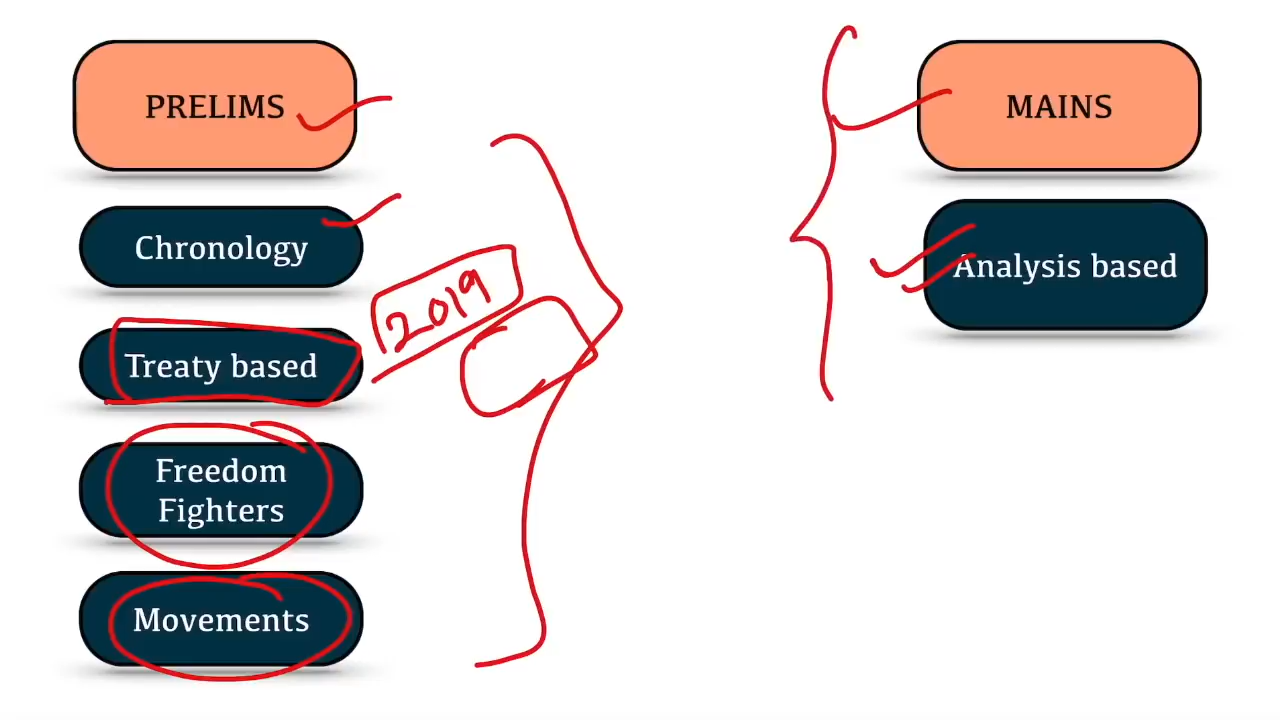 PRELIMS
Chronology
Treaty based
2019
Freedom
Fighters
Movements
MAINS
Analysis based